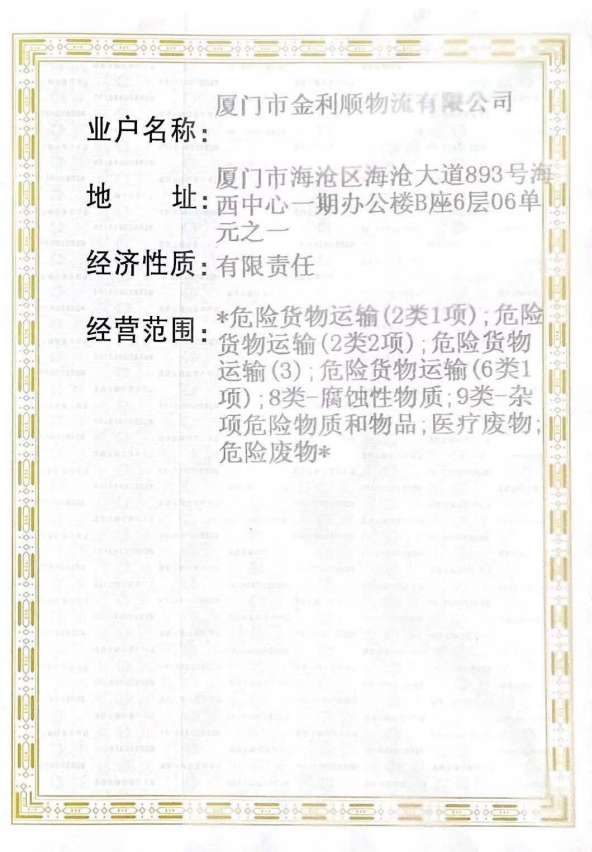 业户名称:厦门市金利顺物流有限公司
地 址:厦门市海沧区海沧大道893号海
西中心一期办公楼B座6层06单
元之一
经济性质:有限责任
经营范围:*危险货物运输(2类1项);危险
货物运输(2类2项);危险货物
运输(3);危险货物运输(6类1
项);8类-腐蚀性物质;9类-杂
项危险物质和物品;医疗废物;
危险废物*